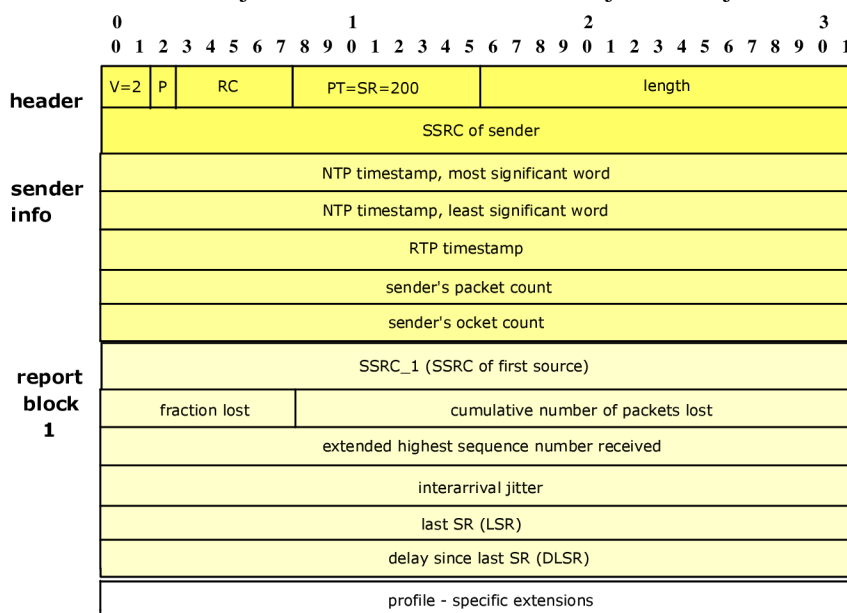 0 1 2 3
0 1 2 3 4 5 6 7 8 9 0 1 2 3 4 5 6 7 8 9 0 1 2 3 4 5 6 7 8 9 0 1
header
V=2 P RC PT=SR=200 length
SSRC of sender
sender
info
NTP timestamp, most significant word
NTP timestamp, least significant word
RTP timestamp
sender's packet count
sender's ocket count
report
block
1
SSRC_1 (SSRC of first source)
fraction lost cumulative number of packets lost
extended highest sequence number received
interarrival jitter
last SR (LSR)
delay since last SR (DLSR)
profile - specific extensions